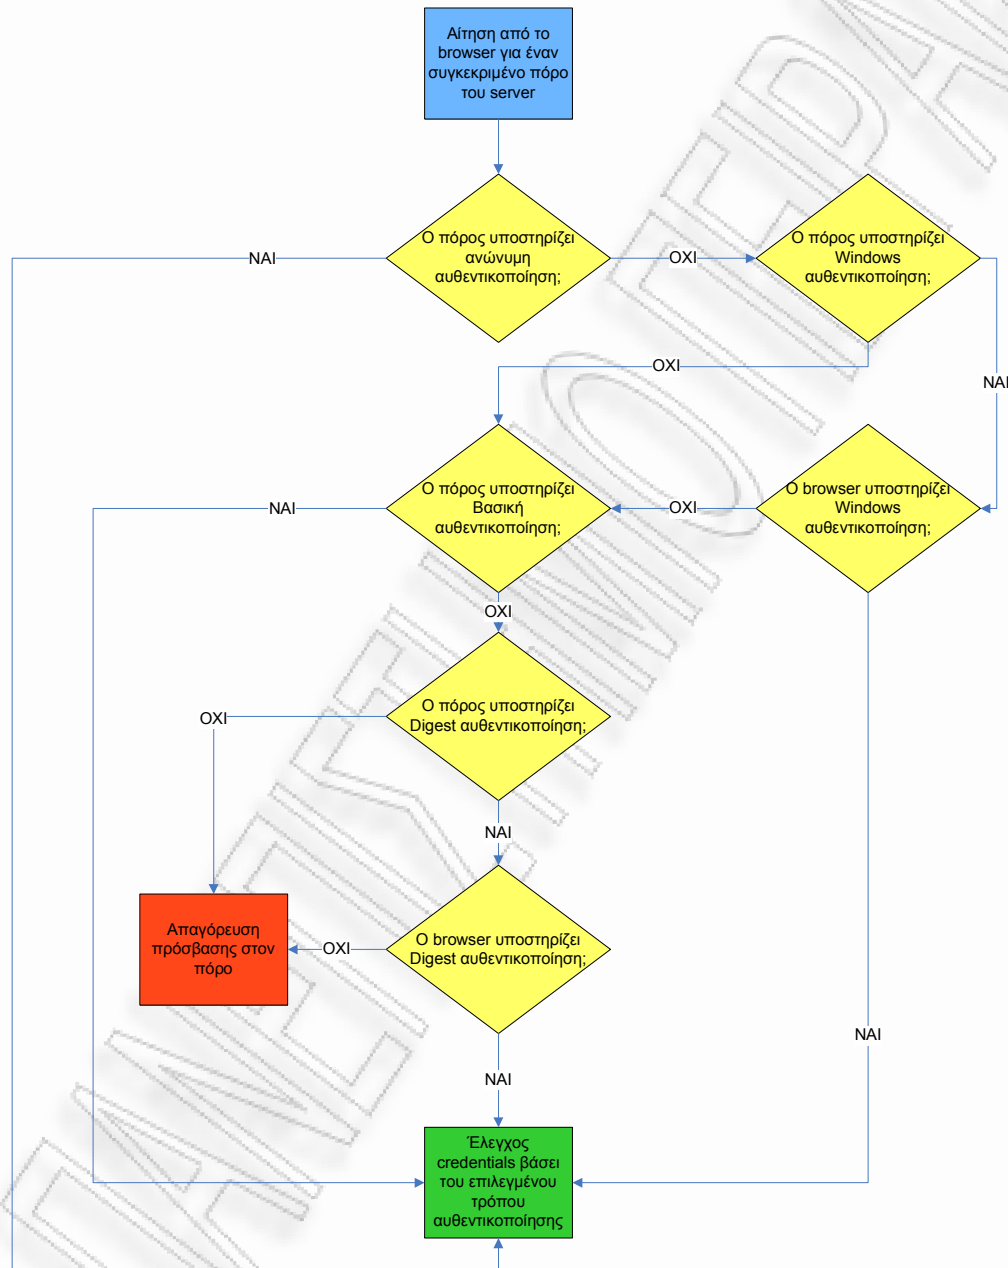 Αίτηση από το
browser για έναν
συγκεκριμένο πόρο
του server
Ο πόρος υποστηρίζει
ανώνυμη
αυθεντικοποίηση;
Ο πόρος υποστηρίζει
Windows
αυθεντικοποίηση;
ΝΑΙ
ΟΧΙ
ΟΧΙ
ΝΑΙ
Ο πόρος υποστηρίζει
Βασική
αυθεντικοποίηση;
Ο browser υποστηρίζει
Windows
αυθεντικοποίηση;
ΝΑΙ
ΟΧΙ
ΟΧΙ
Ο πόρος υποστηρίζει
Digest αυθεντικοποίηση;
ΟΧΙ
ΝΑΙ
Απαγόρευση
πρόσβασης στον
πόρο
ΟΧΙ
Ο browser υποστηρίζει
Digest αυθεντικοποίηση;
ΝΑΙ
ΝΑΙ
Έλεγχος
credentials βάσει
του επιλεγμένου
τρόπου
αυθεντικοποίησης